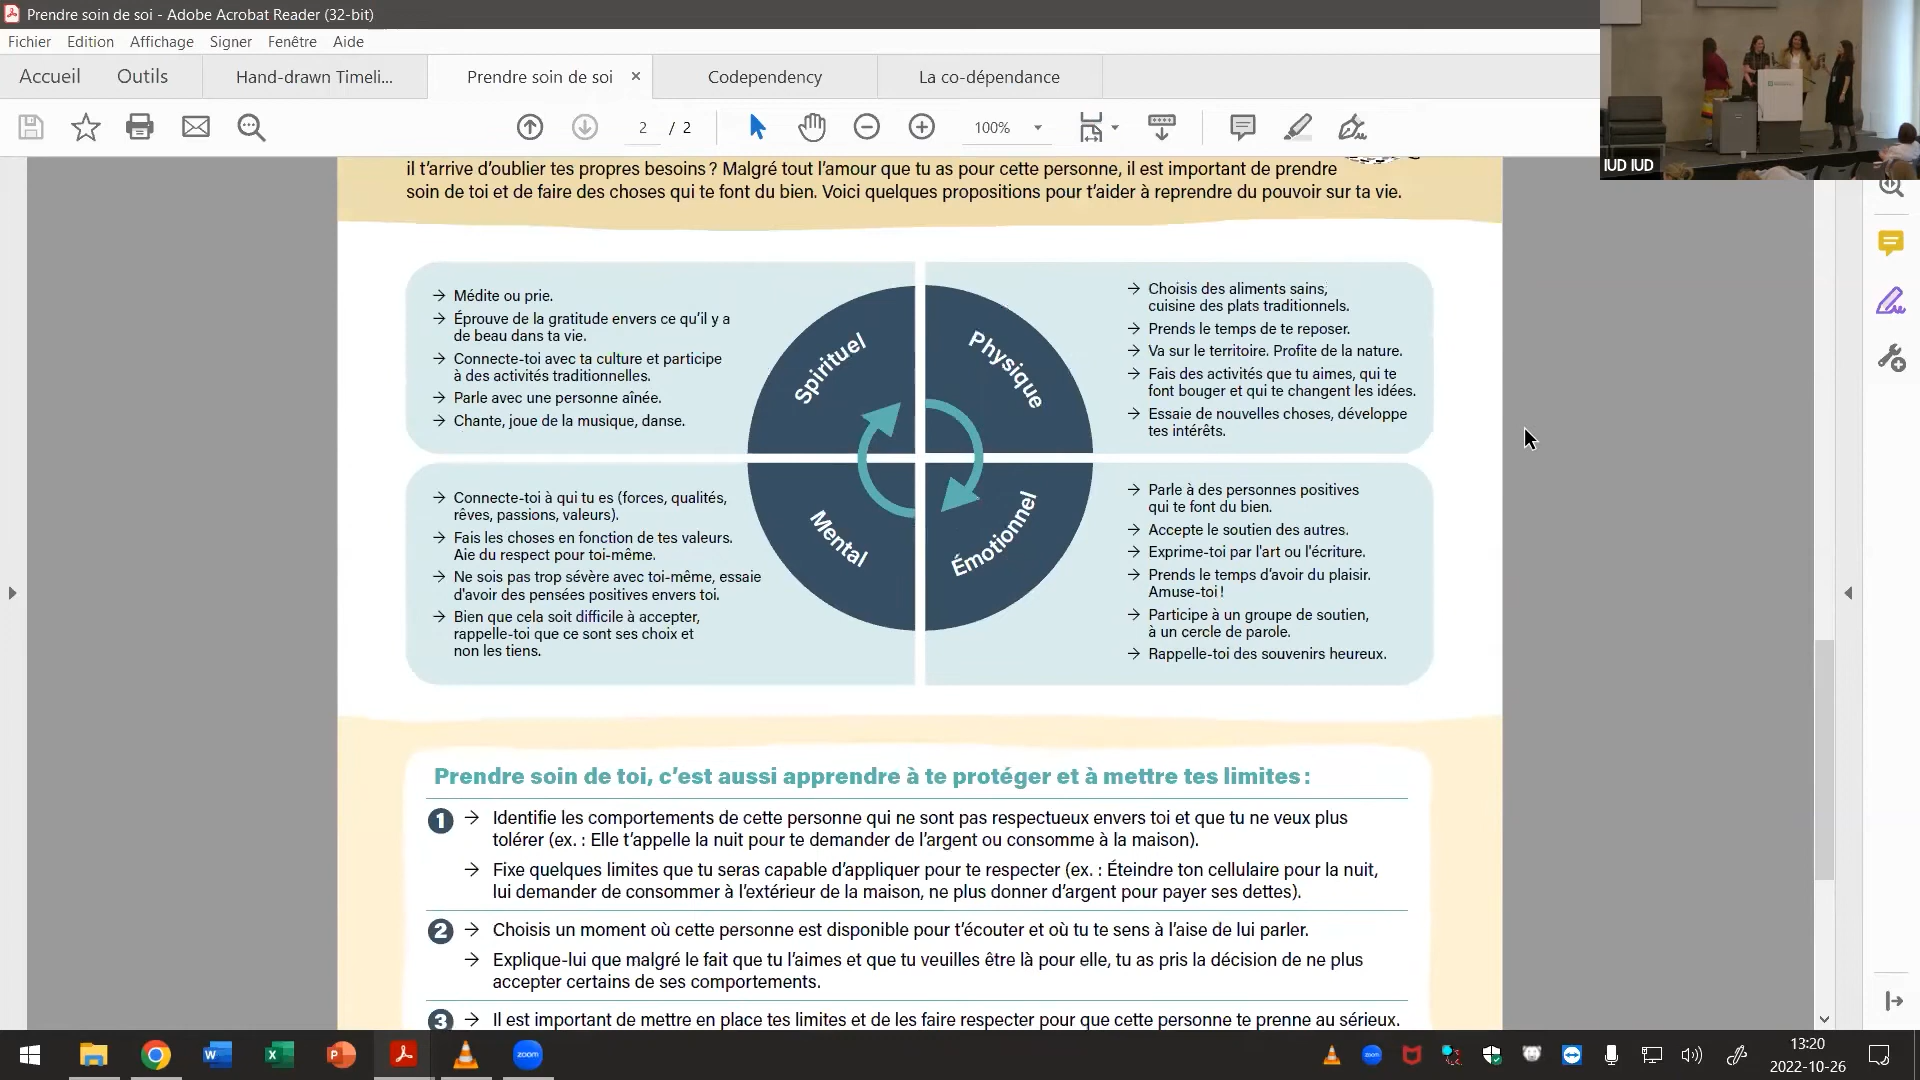 Prendre soin de soi - Adobe Acrobat Reader (32-bit)
Fichier Edition Affichage Signer Fenêtre Aide
Accueil Outils Hand-drawn Timeli... Prendre soin de soi × Codependency La co-dépendance
2 / 2 100%
IUD IUD
il t'arrive d'oublier tes propres besoins ? Malgré tout l'amour que tu as pour cette personne, il est important de prendre
soin de toi et de faire des choses qui te font du bien. Voici quelques propositions pour t'aider à reprendre du pouvoir sur ta vie.
→ Médite ou prie.
→ Éprouve de la gratitude envers ce qu'il y a
de beau dans ta vie.
→ Connecte-toi avec ta culture et participe
à des activités traditionnelles.
→ Parle avec une personne aînée.
→ Chante, joue de la musique, danse.
Spirituel
Physique
→ Choisis des aliments sains,
cuisine des plats traditionnels.
→ Prends le temps de te reposer.
→ Va sur le territoire. Profite de la nature.
→ Fais des activités que tu aimes, qui te
font bouger et qui te changent les idées.
→ Essaie de nouvelles choses, développe
tes intérêts.
→ Connecte-toi à qui tu es (forces, qualités,
rêves, passions, valeurs).
→ Fais les choses en fonction de tes valeurs.
Aie du respect pour toi-même.
→ Ne sois pas trop sévère avec toi-même, essaie
d'avoir des pensées positives envers toi.
→ Bien que cela soit difficile à accepter,
rappelle-toi que ce sont ses choix et
non les tiens.
Mental
Émotionnel
→ Parle à des personnes positives
qui te font du bien.
→ Accepte le soutien des autres.
→ Exprime-toi par l'art ou l'écriture.
→ Prends le temps d'avoir du plaisir.
Amuse-toi !
→ Participe à un groupe de soutien,
à un cercle de parole.
→ Rappelle-toi des souvenirs heureux.
Prendre soin de toi, c'est aussi apprendre à te protéger et à mettre tes limites :
1 → Identifie les comportements de cette personne qui ne sont pas respectueux envers toi et que tu ne veux plus
tolérer (ex. : Elle t'appelle la nuit pour te demander de l'argent ou consomme à la maison).
→ Fixe quelques limites que tu seras capable d'appliquer pour te respecter (ex. : Éteindre ton cellulaire pour la nuit,
lui demander de consommer à l'extérieur de la maison, ne plus donner d'argent pour payer ses dettes).
2 → Choisis un moment où cette personne est disponible pour t'écouter et où tu te sens à l'aise de lui parler.
→ Explique-lui que malgré le fait que tu l'aimes et que tu veuilles être là pour elle, tu as pris la décision de ne plus
accepter certains de ses comportements.
3 → Il est important de mettre en place tes limites et de les faire respecter pour que cette personne te prenne au sérieux.
zoom
13:20
2022-10-26